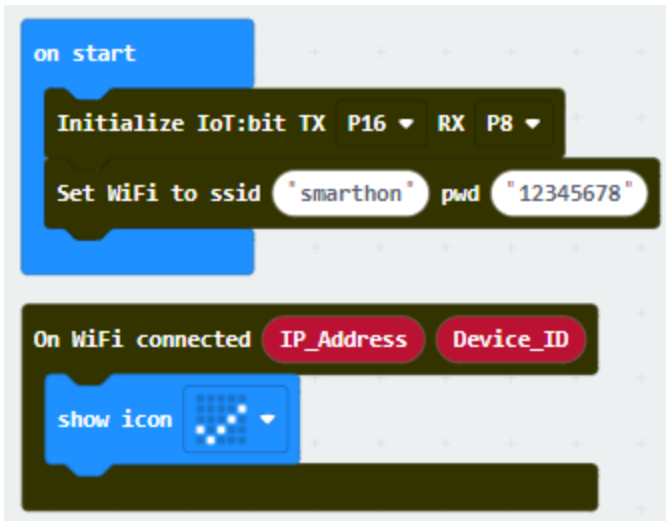 on start
Initialize IoT:bit TX P16 RX P8
Set WiFi to ssid "smarthon" pwd "12345678"
On WiFi connected IP_Address Device_ID
show icon